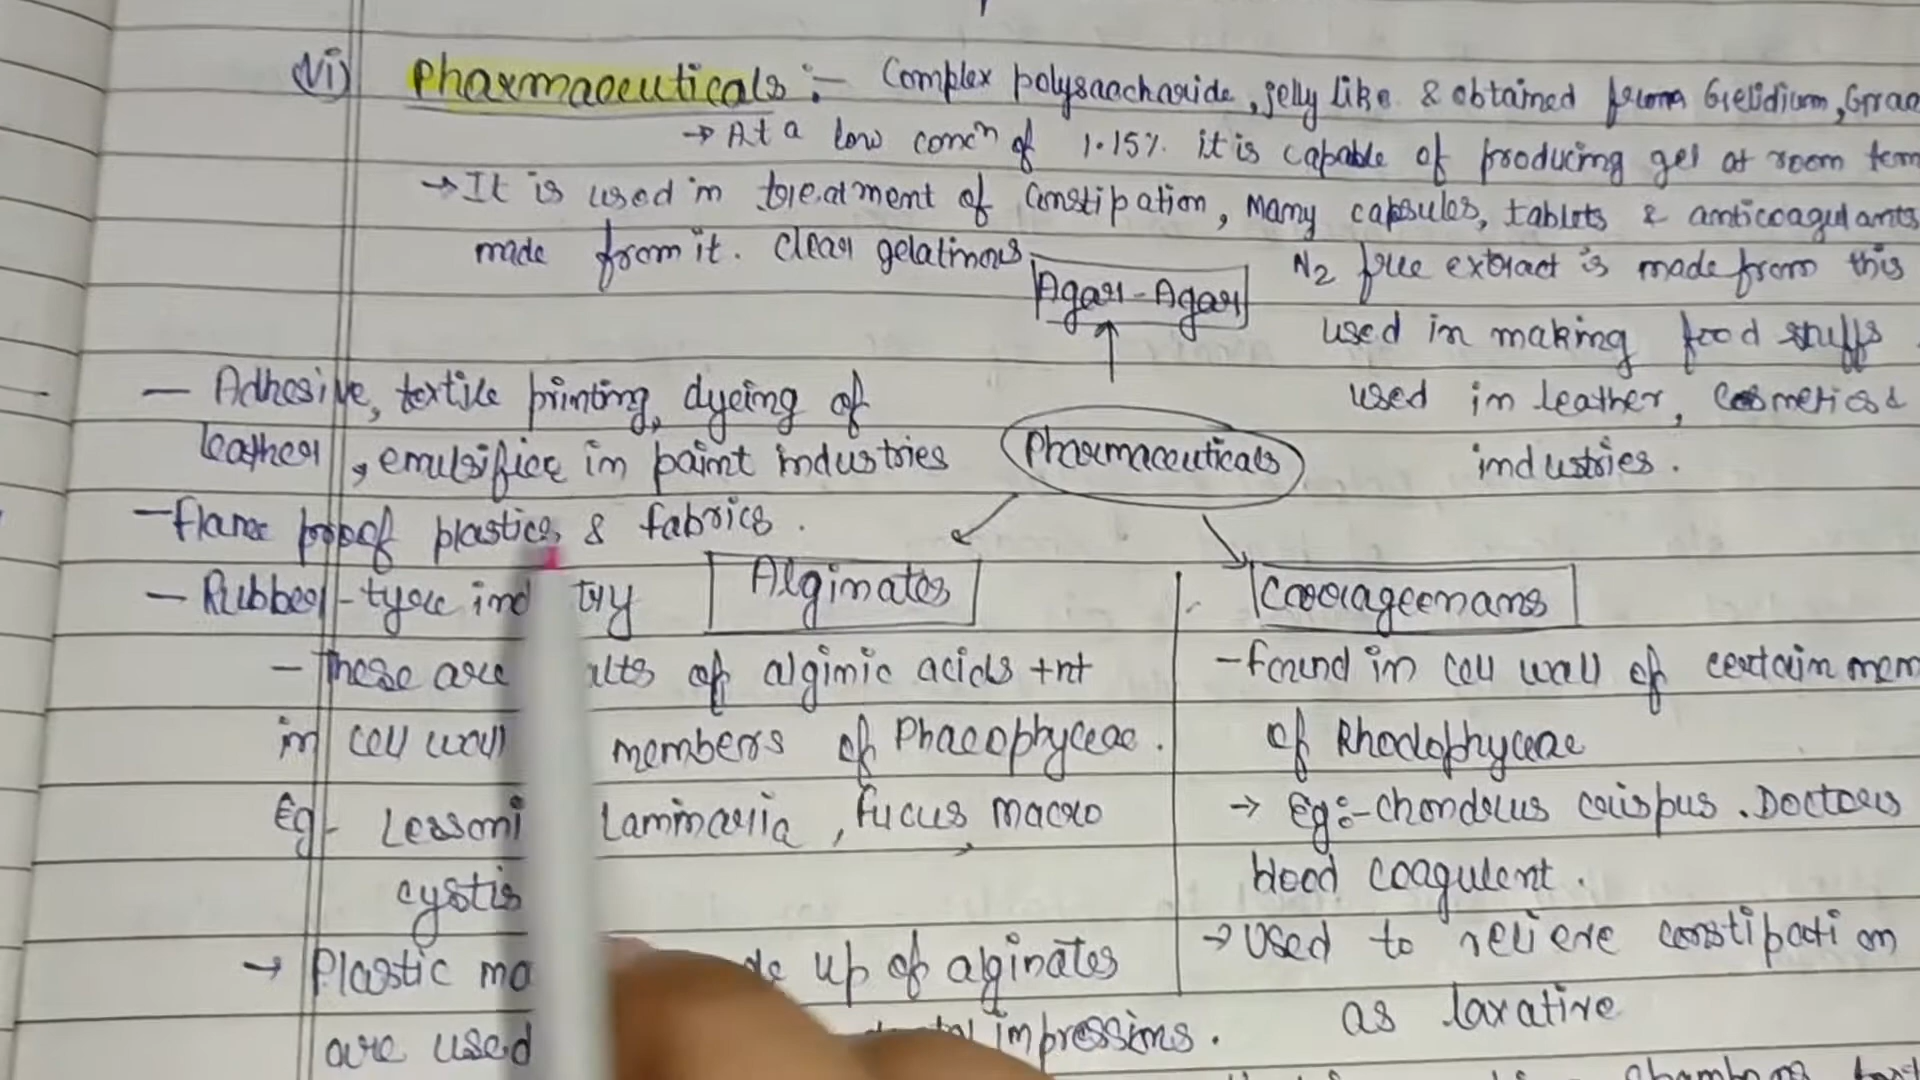 (vi) Pharmaceuticals :- Complex polysaccharide, jelly like & obtained from Gelidium, Graci
→ At a low concn of 1.15% it is capable of producing gel at room tem
→ It is used in treatment of constipation, many capsules, tablets & anticoagulants
made from it. clear gelatinous N2 free extract is made from this
Agar-Agar
used in making food stuffs
used in leather, cosmetics &
industries.
— Adhesive, textile printing, dyeing of
leather, emulsifier in paint industries
Pharmaceuticals
- flame proof plastics & fabrics.
— Rubber-tyre ind try
Alginates
- These are alts of alginic acids +nt
in cell wall members of Phaeophyceae.
Eg - Lessoni Laminaria, Fucus macro
cystis
→ Plastic mo de up of alginates
are used impressions.
Carrageenans
- found in cell wall of certain mem
of Rhodophyceae
→ Eg:- chondrus crispus. Doctors
blood coagulent.
→ Used to relieve constipation
as laxative